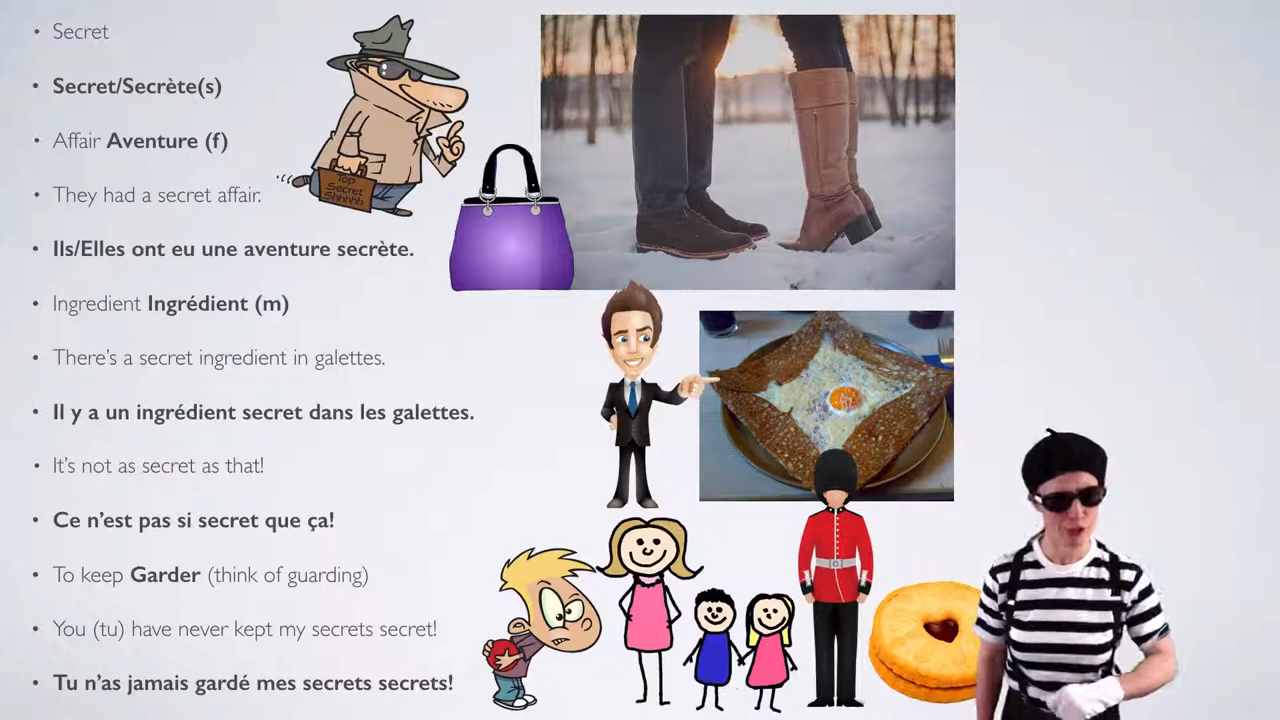 • Secret
• Secret/Secrète(s)
• Affair Aventure (f)
• They had a secret affair.
• Ils/Elles ont eu une aventure secrète.
• Ingredient Ingrédient (m)
• There's a secret ingredient in galettes.
• Il y a un ingrédient secret dans les galettes.
• It's not as secret as that!
• Ce n'est pas si secret que ça!
• To keep Garder (think of guarding)
• You (tu) have never kept my secrets secret!
• Tu n'as jamais gardé mes secrets secrets!
Top
Secret
Shhhhh